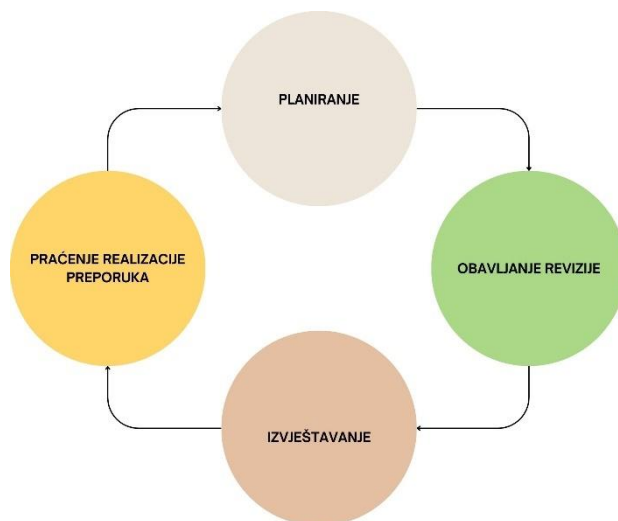 PLANIRANJE
OBAVLJANJE REVIZIJE
IZVJEŠTAVANJE
PRAĆENJE REALIZACIJE
PREPORUKA